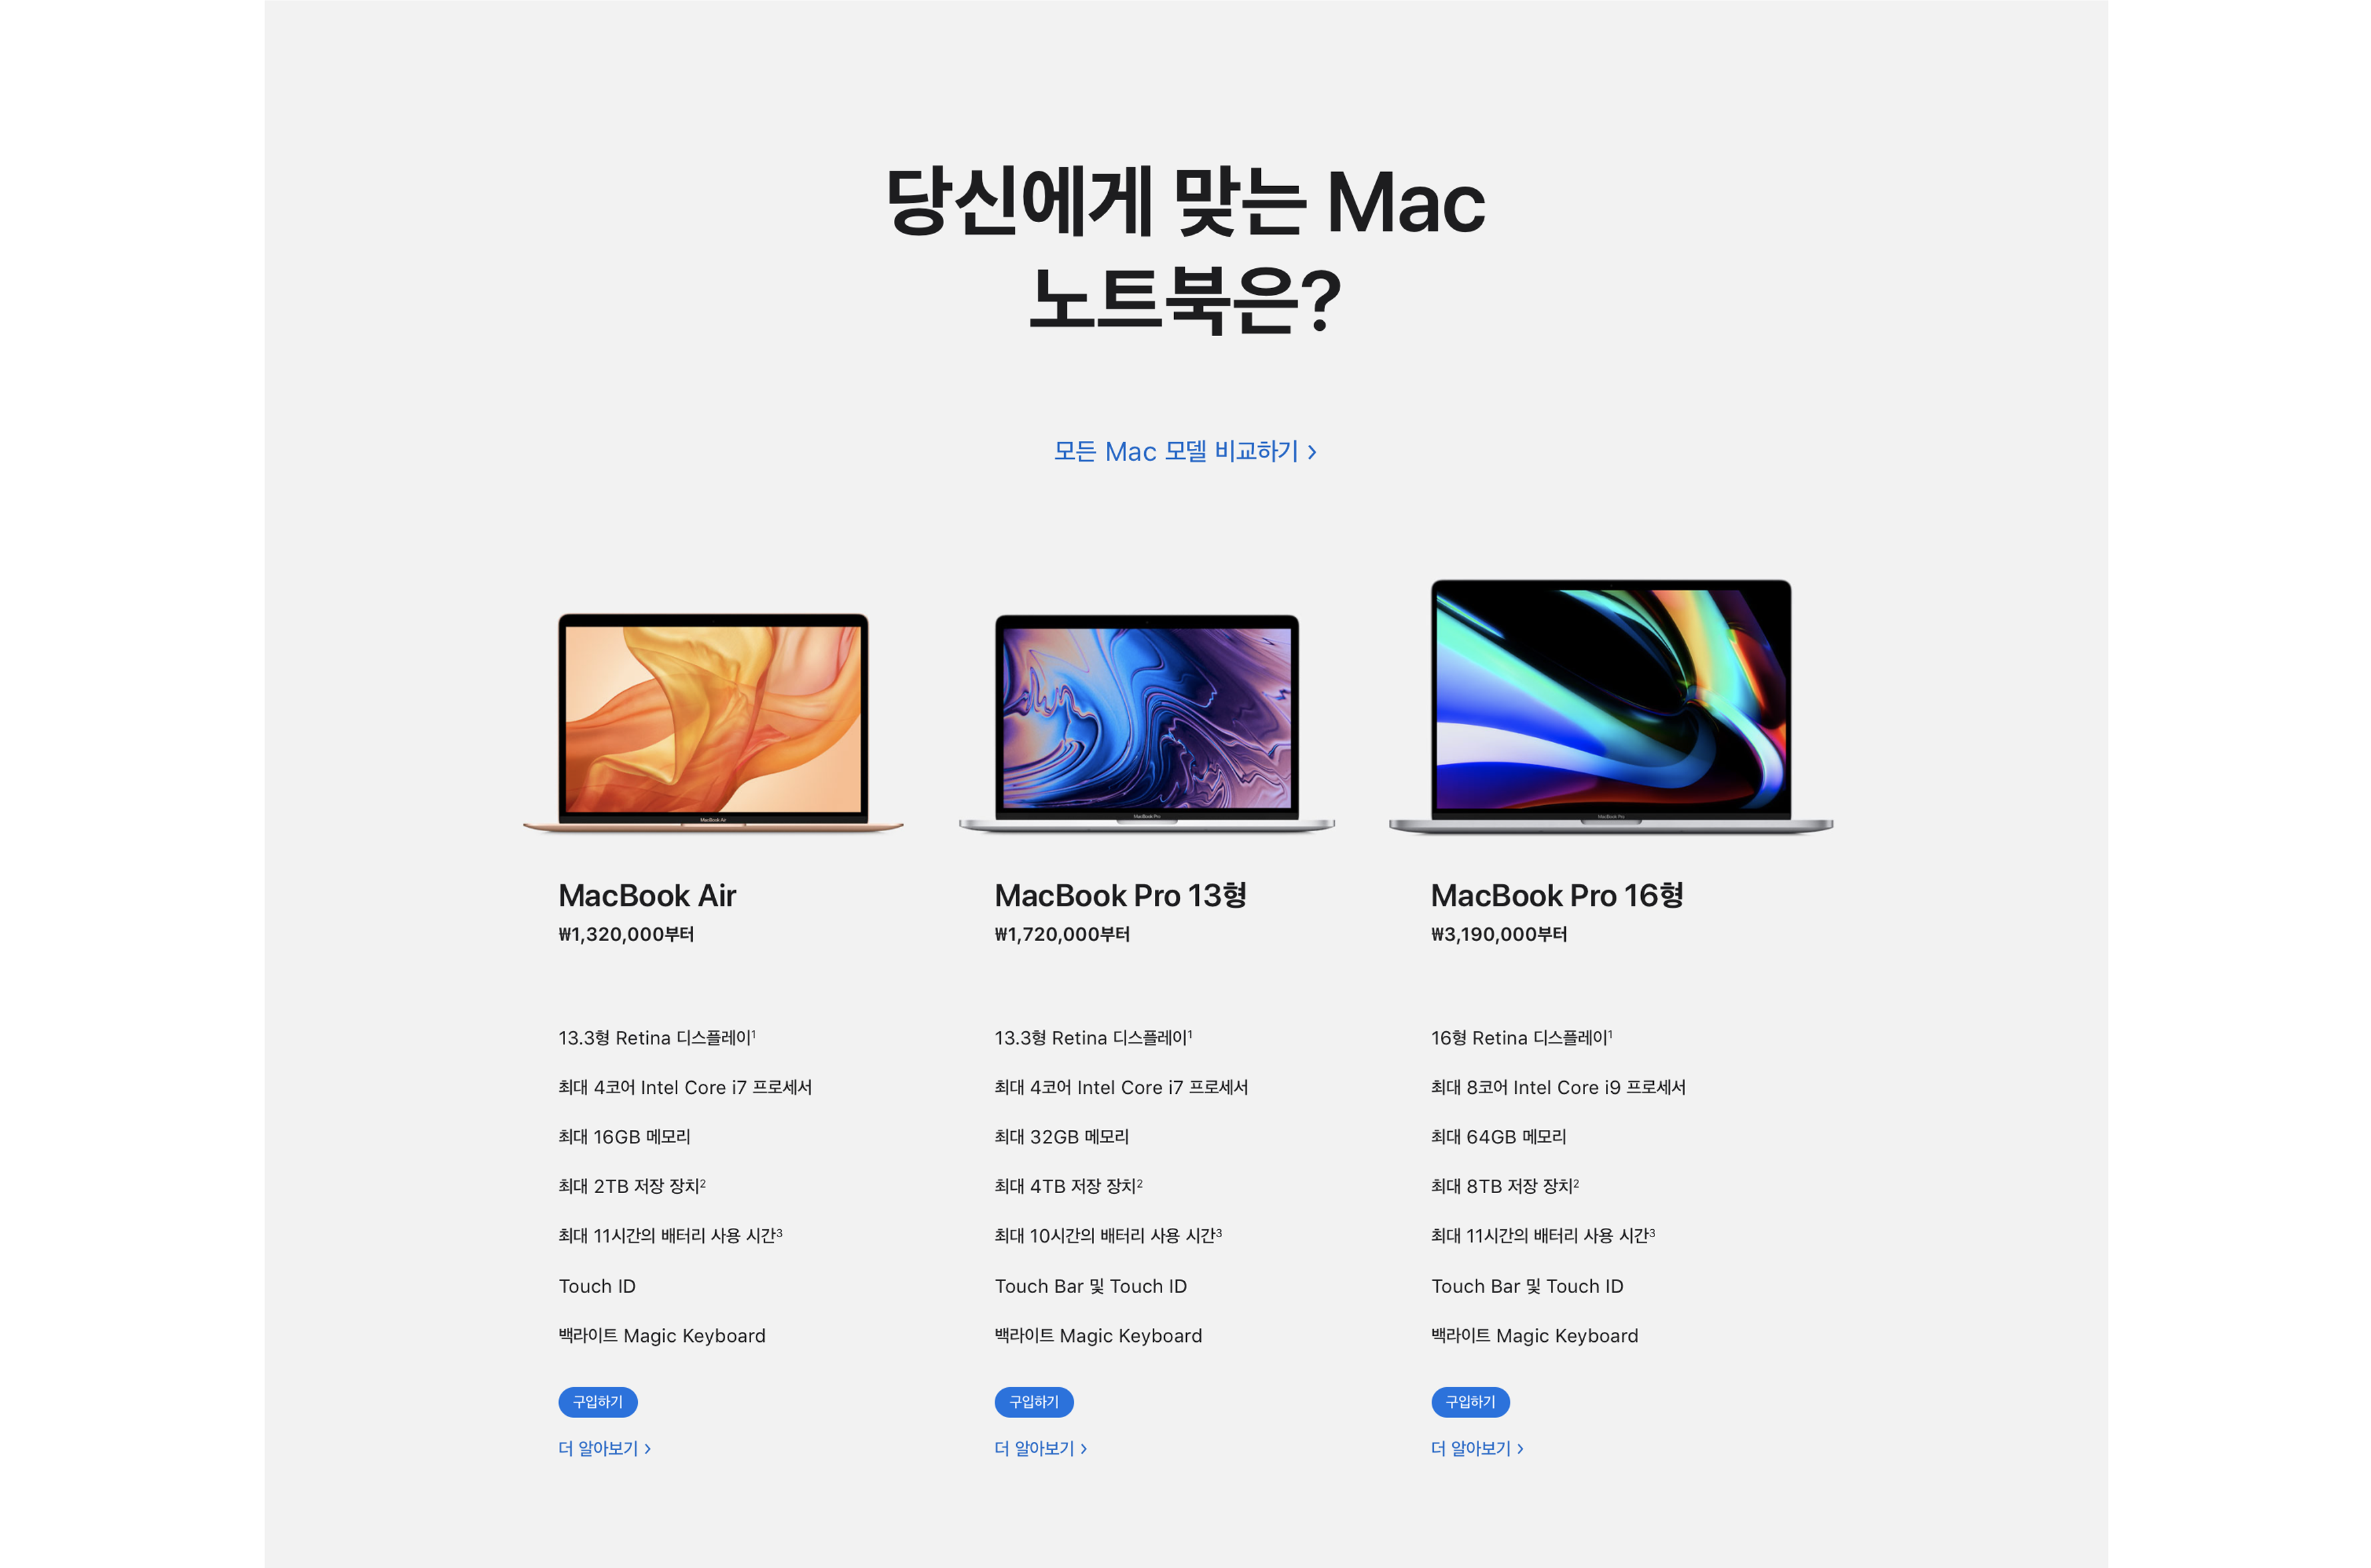 당신에게 맞는 Mac
노트북은?
모든 Mac 모델 비교하기 >
MacBook Air
MacBook Pro
MacBook Pro
MacBook Air
₩1,320,000부터
13.3형 Retina 디스플레이¹
최대 4코어 Intel Core i7 프로세서
최대 16GB 메모리
최대 2TB 저장 장치²
최대 11시간의 배터리 사용 시간³
Touch ID
백라이트 Magic Keyboard
구입하기
더 알아보기 >
MacBook Pro 13형
₩1,720,000부터
13.3형 Retina 디스플레이¹
최대 4코어 Intel Core i7 프로세서
최대 32GB 메모리
최대 4TB 저장 장치²
최대 10시간의 배터리 사용 시간³
Touch Bar 및 Touch ID
백라이트 Magic Keyboard
구입하기
더 알아보기 >
MacBook Pro 16형
₩3,190,000부터
16형 Retina 디스플레이¹
최대 8코어 Intel Core i9 프로세서
최대 64GB 메모리
최대 8TB 저장 장치²
최대 11시간의 배터리 사용 시간³
Touch Bar 및 Touch ID
백라이트 Magic Keyboard
구입하기
더 알아보기 >